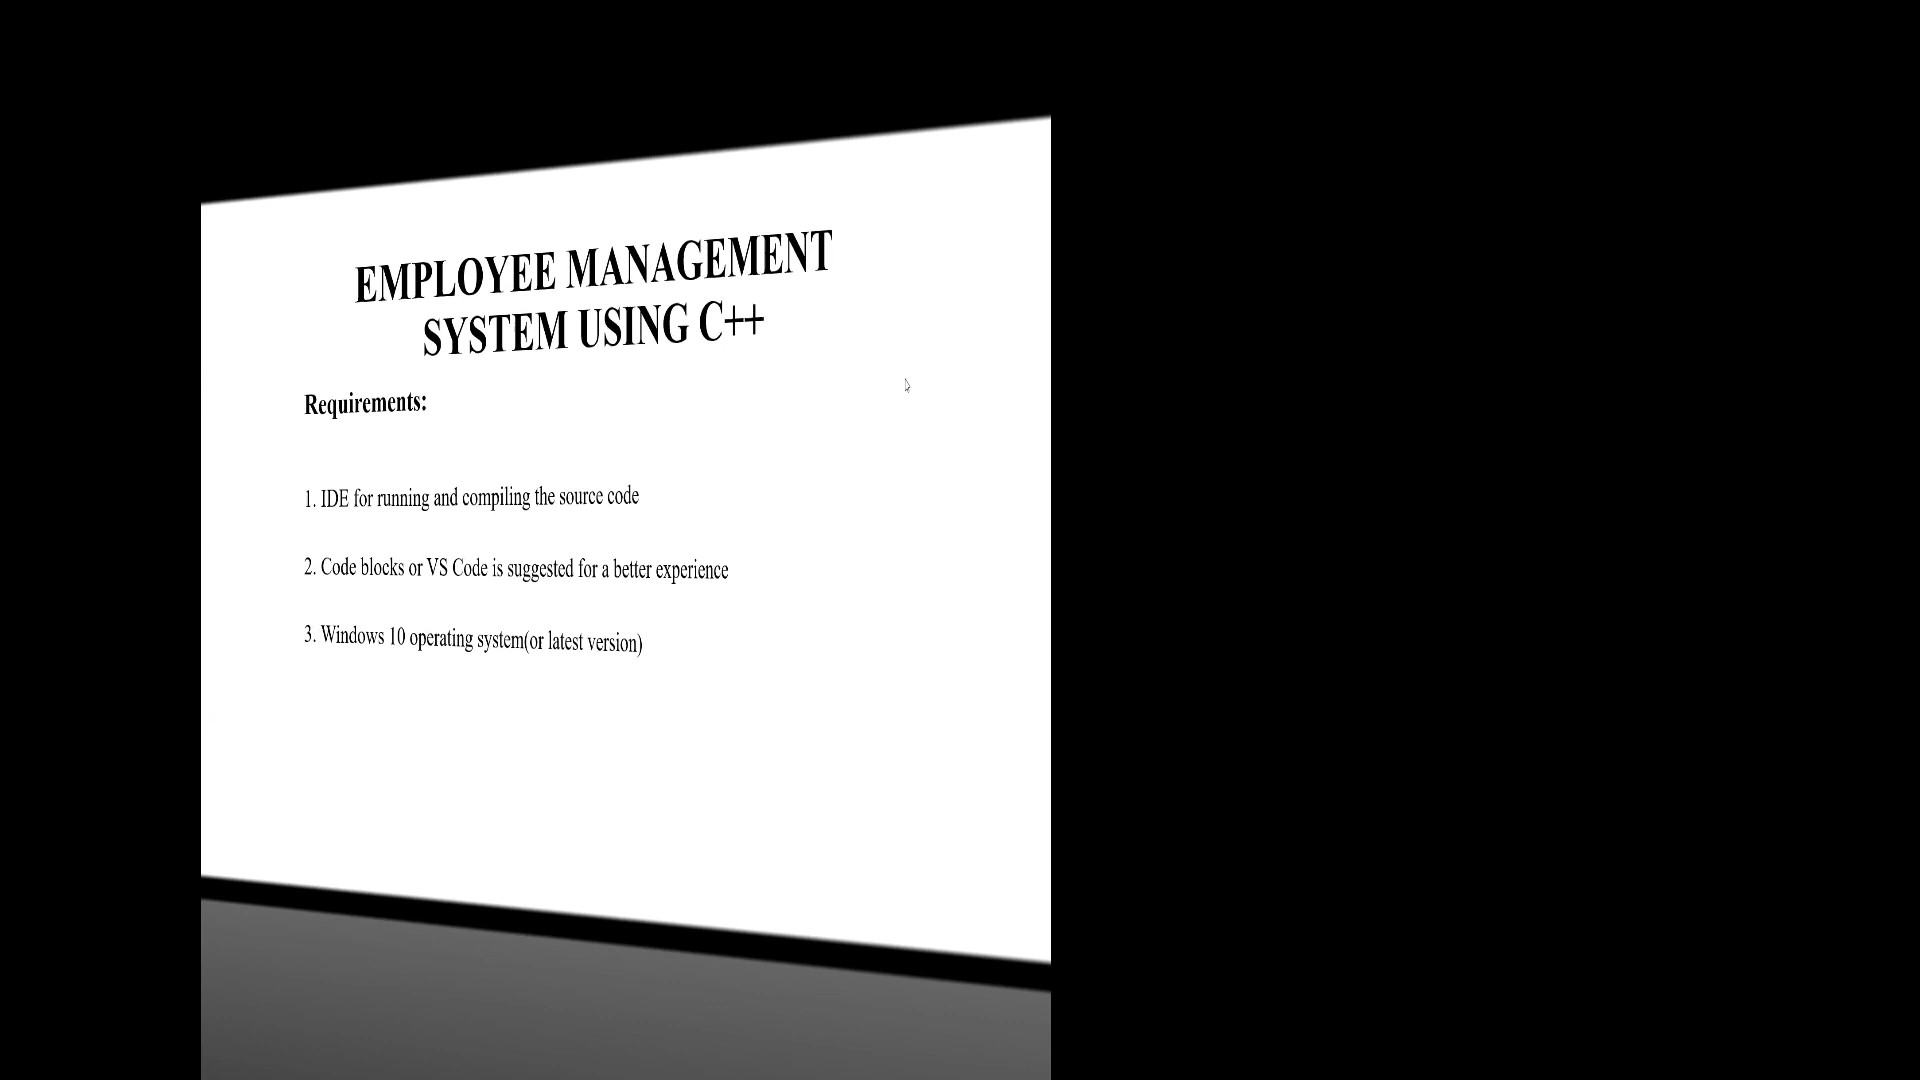 EMPLOYEE MANAGEMENT
SYSTEM USING C++
Requirements:
1. IDE for running and compiling the source code
2. Code blocks or VS Code is suggested for a better experience
3. Windows 10 operating system(or latest version)